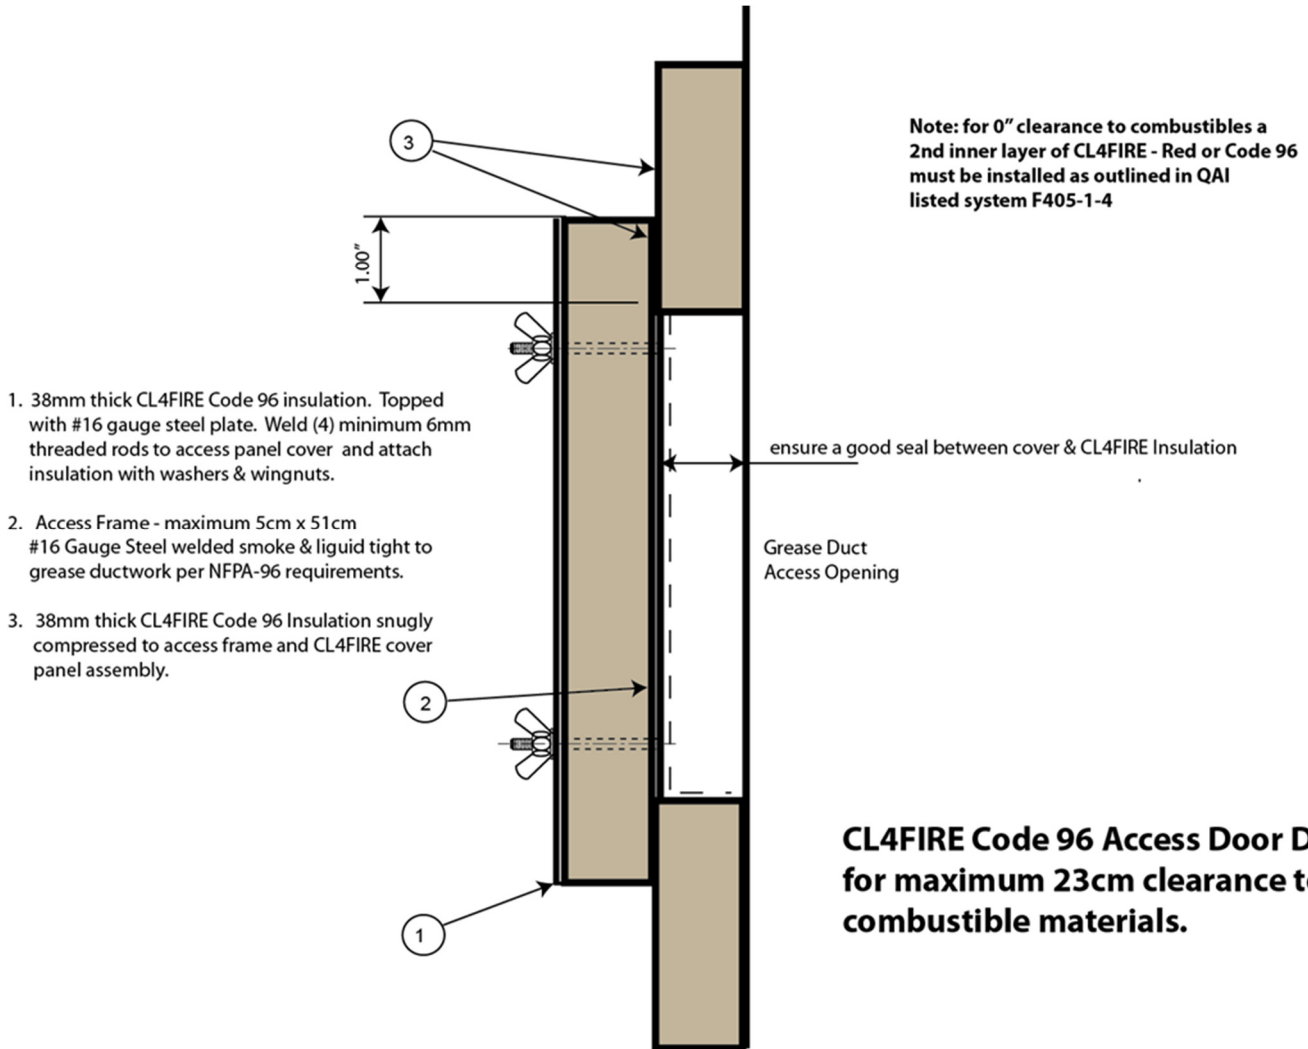 3
Note: for 0" clearance to combustibles a
2nd inner layer of CL4FIRE - Red or Code 96
must be installed as outlined in QAI
listed system F405-1-4
1.00"
1. 38mm thick CL4FIRE Code 96 insulation. Topped
with #16 gauge steel plate. Weld (4) minimum 6mm
threaded rods to access panel cover and attach
insulation with washers & wingnuts.
ensure a good seal between cover & CL4FIRE Insulation
2. Access Frame - maximum 5cm x 51cm
#16 Gauge Steel welded smoke & liguid tight to
grease ductwork per NFPA-96 requirements.
Grease Duct
Access Opening
3. 38mm thick CL4FIRE Code 96 Insulation snugly
compressed to access frame and CL4FIRE cover
panel assembly.
2
CL4FIRE Code 96 Access Door D
for maximum 23cm clearance to
combustible materials.
1